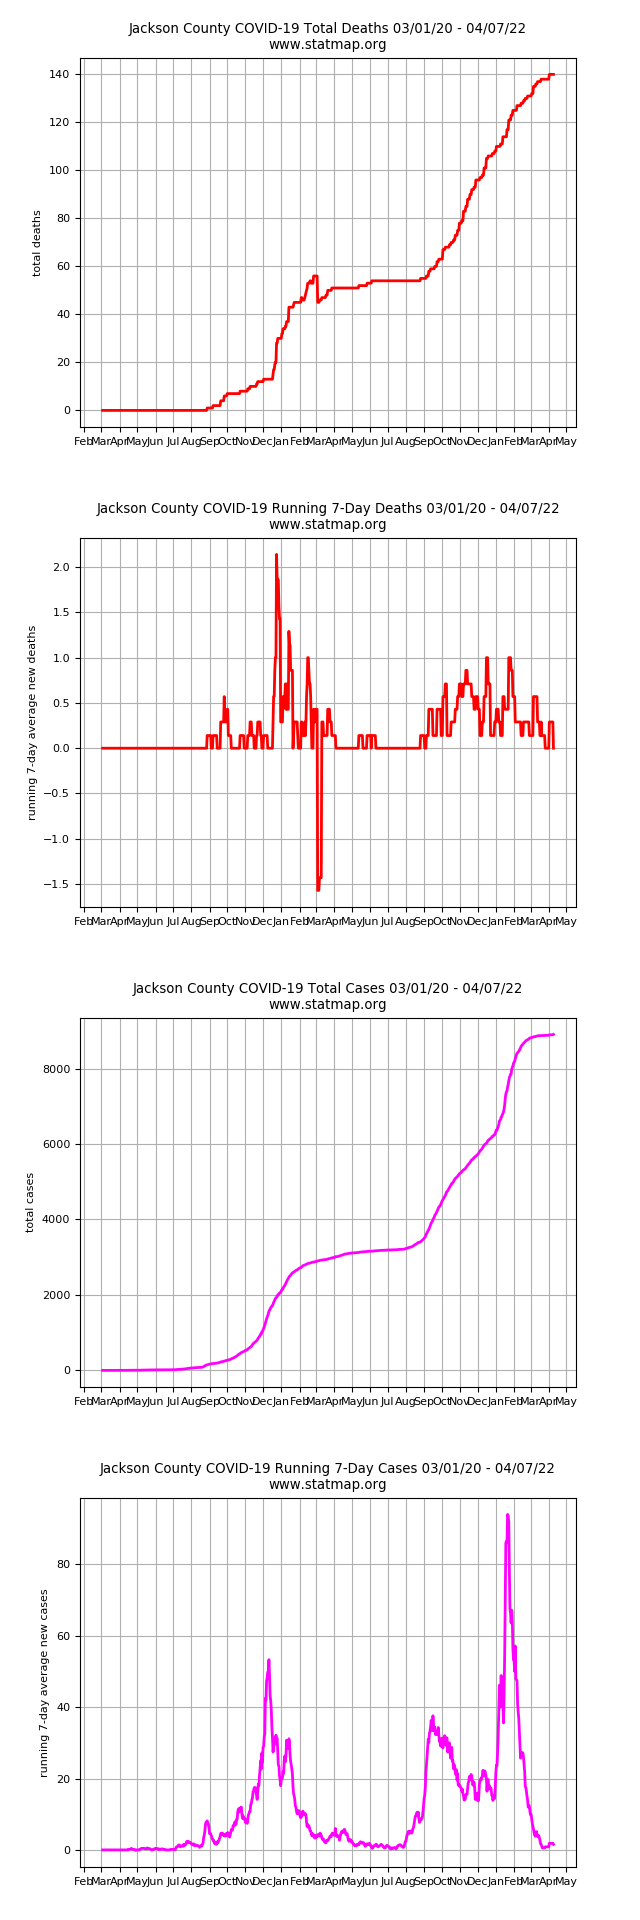 Jackson County COVID-19 Total Deaths 03/01/20 - 04/07/22
www.statmap.org
140
120
100
80
60
40
20
0
total deaths
Feb Mar Apr May Jun Jul Aug Sep Oct Nov Dec Jan Feb Mar Apr May Jun Jul Aug Sep Oct Nov Dec Jan Feb Mar Apr May
Jackson County COVID-19 Running 7-Day Deaths 03/01/20 - 04/07/22
www.statmap.org
2.0
1.5
1.0
0.5
0.0
−0.5
−1.0
−1.5
running 7-day average new deaths
Feb Mar Apr May Jun Jul Aug Sep Oct Nov Dec Jan Feb Mar Apr May Jun Jul Aug Sep Oct Nov Dec Jan Feb Mar Apr May
Jackson County COVID-19 Total Cases 03/01/20 - 04/07/22
www.statmap.org
8000
6000
4000
2000
0
total cases
Feb Mar Apr May Jun Jul Aug Sep Oct Nov Dec Jan Feb Mar Apr May Jun Jul Aug Sep Oct Nov Dec Jan Feb Mar Apr May
Jackson County COVID-19 Running 7-Day Cases 03/01/20 - 04/07/22
www.statmap.org
80
60
40
20
0
running 7-day average new cases
Feb Mar Apr May Jun Jul Aug Sep Oct Nov Dec Jan Feb Mar Apr May Jun Jul Aug Sep Oct Nov Dec Jan Feb Mar Apr May